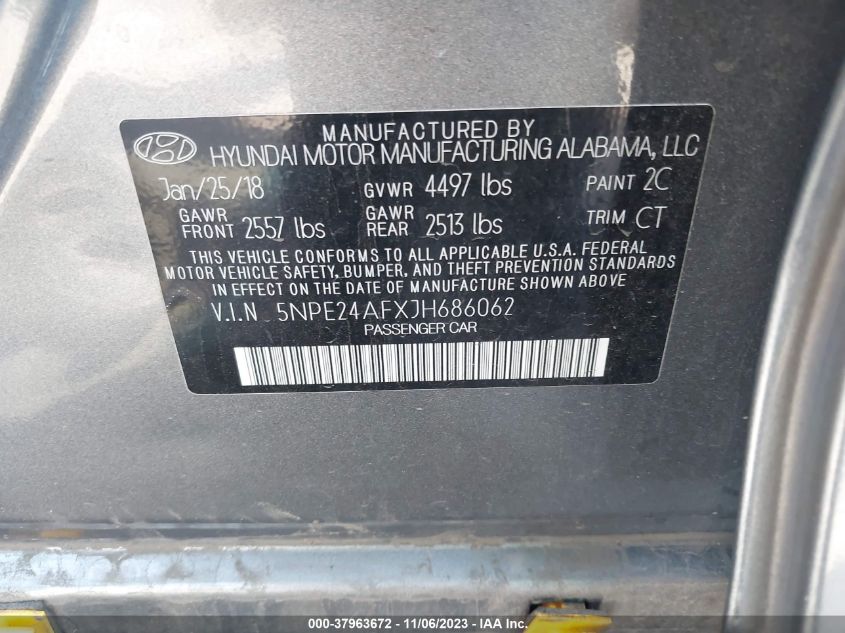 MANUFACTURED BY
HYUNDAI MOTOR MANUFACTURING ALABAMA, LLC
Jan/25/18 GVWR 4497 lbs PAINT 2C
GAWR FRONT 2557 lbs GAWR REAR 2513 lbs TRIM CT
THIS VEHICLE CONFORMS TO ALL APPLICABLE U.S.A. FEDERAL
MOTOR VEHICLE SAFETY, BUMPER, AND THEFT PREVENTION STANDARDS
IN EFFECT ON THE DATE OF MANUFACTURE SHOWN ABOVE
V.I.N 5NPE24AFXJH686062
PASSENGER CAR
000-37963672 - 11/06/2023 - IAAI.com